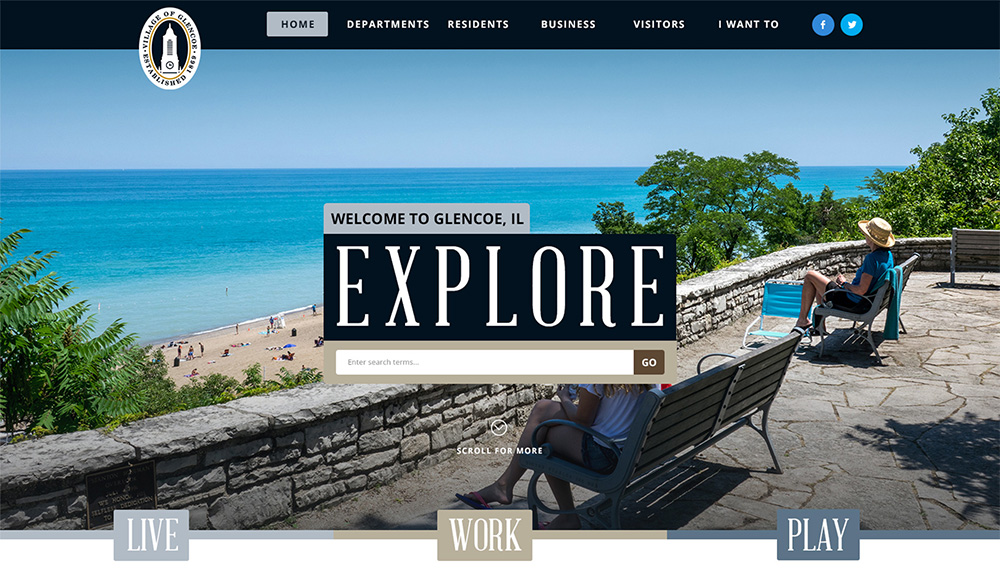 VILLAGE OF GLENCOE
ESTABLISHED 1869
HOME
DEPARTMENTS
RESIDENTS
BUSINESS
VISITORS
I WANT TO
f
WELCOME TO GLENCOE, IL
EXPLORE
Enter search terms...
GO
SCROLL FOR MORE
LIVE
WORK
PLAY